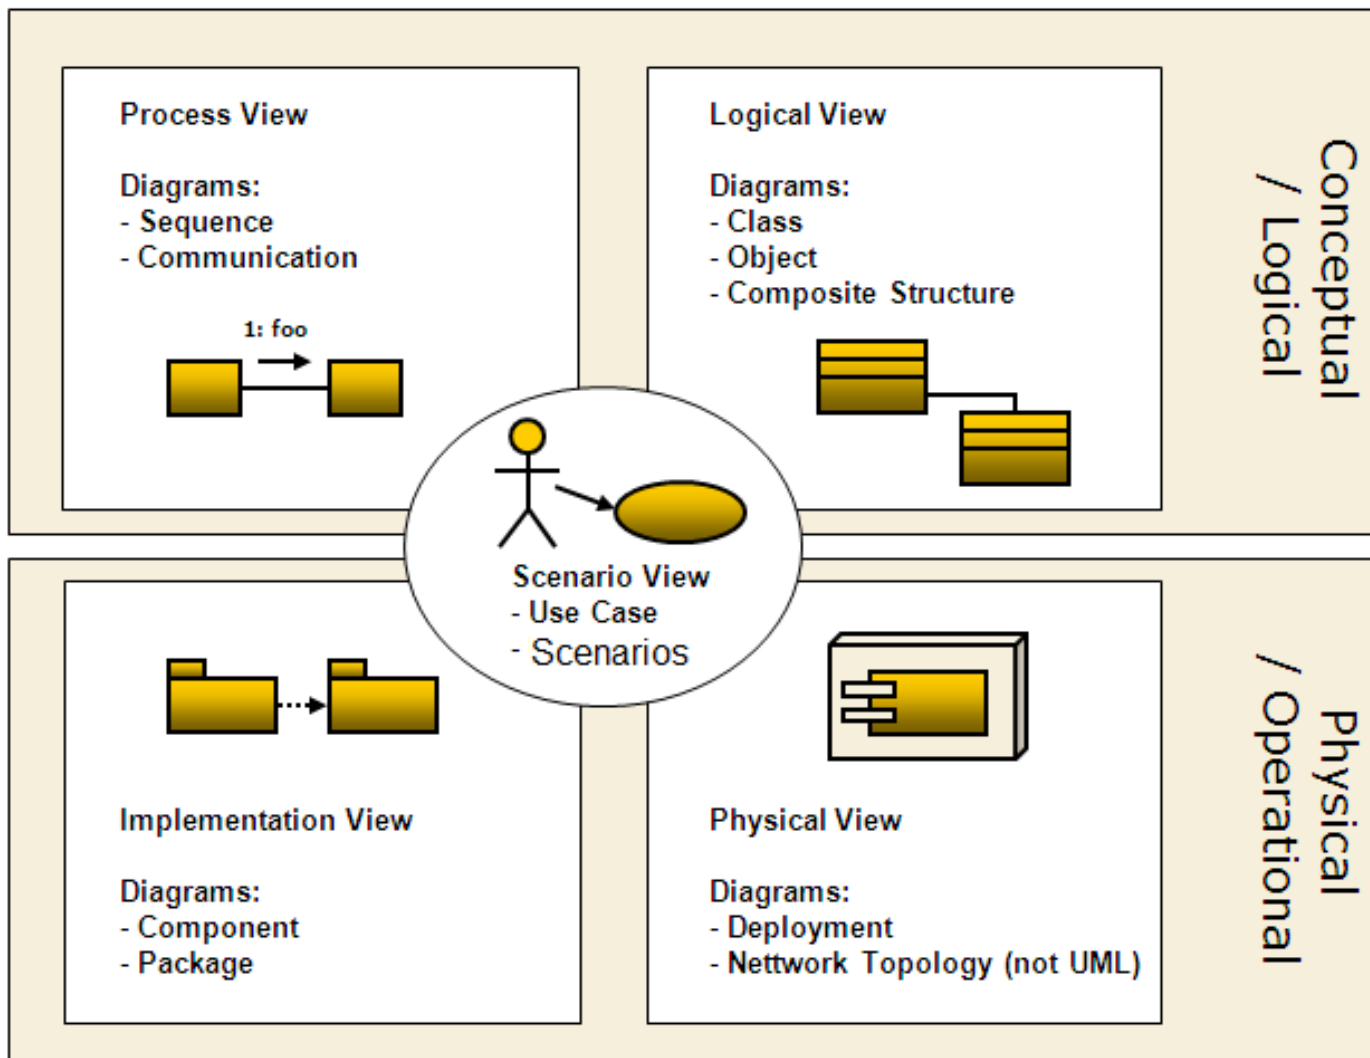 Process View
Diagrams:
- Sequence
- Communication
1: foo
Logical View
Diagrams:
- Class
- Object
- Composite Structure
Conceptual
/ Logical
Scenario View
- Use Case
- Scenarios
Implementation View
Diagrams:
- Component
- Package
Physical View
Diagrams:
- Deployment
- Nettwork Topology (not UML)
Physical
/ Operational